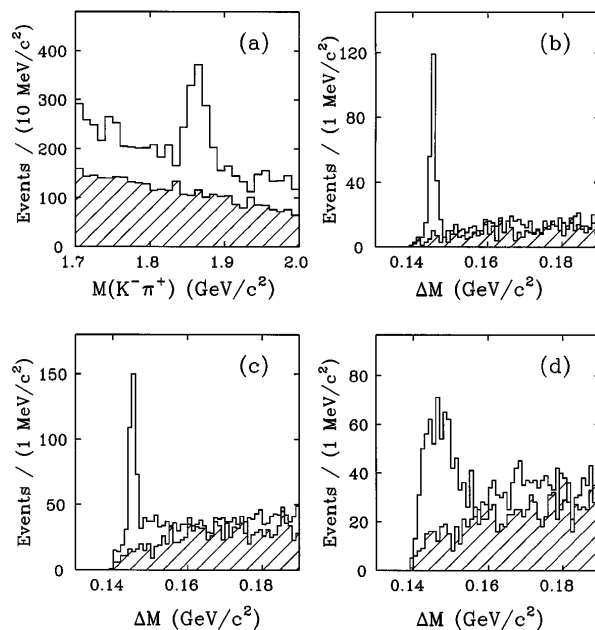 (a)
Events / (10 MeV/c²)
400
300
200
100
0
1.7
1.8
1.9
2.0
M(K⁻π⁺) (GeV/c²)
(b)
Events / (1 MeV/c²)
120
80
40
0
0.14
0.16
0.18
ΔM (GeV/c²)
(c)
Events / (1 MeV/c²)
150
100
50
0
0.14
0.16
0.18
ΔM (GeV/c²)
(d)
Events / (1 MeV/c²)
80
60
40
20
0
0.14
0.16
0.18
ΔM (GeV/c²)